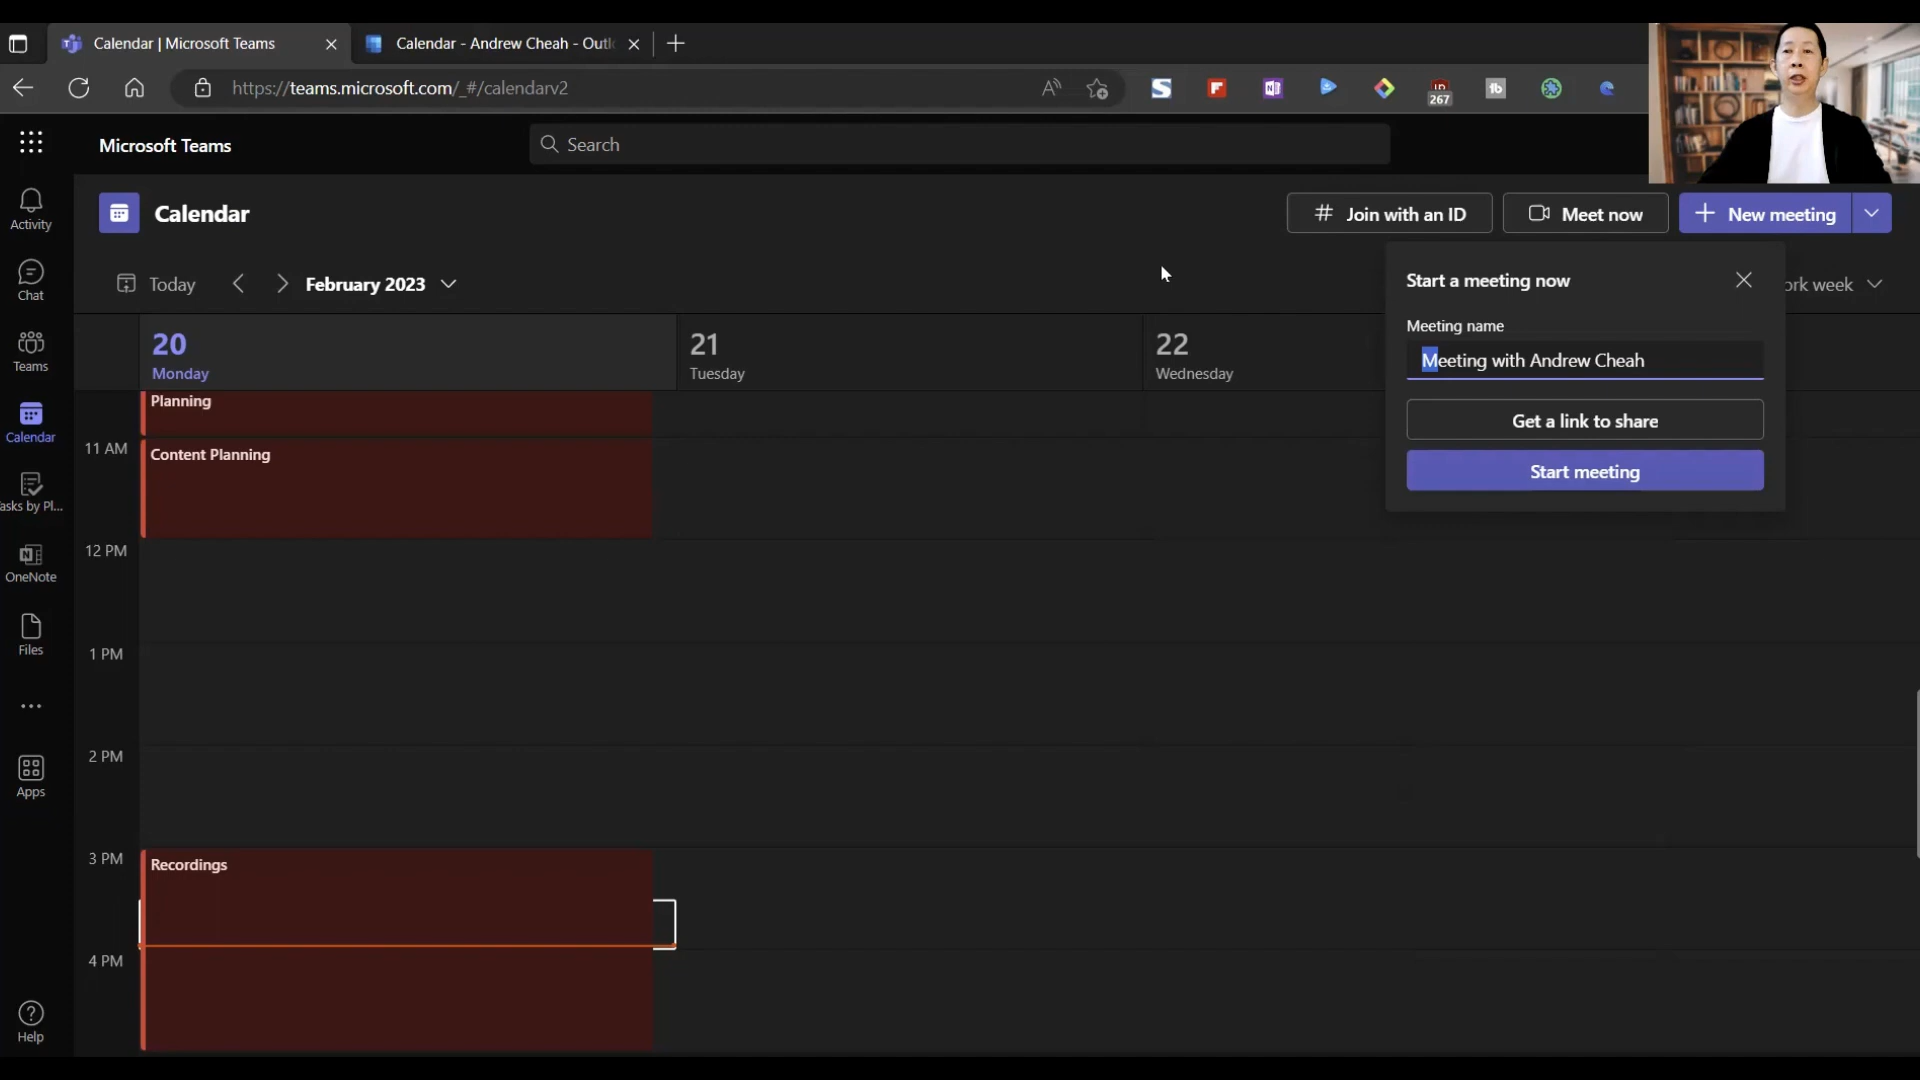 Calendar | Microsoft Teams
Calendar - Andrew Cheah - Outl
https://teams.microsoft.com/_#/calendarv2
267
Microsoft Teams
Search
Activity
Chat
Teams
Calendar
asks by Pl...
OneNote
Files
Apps
Help
Calendar
# Join with an ID
Meet now
+ New meeting
Today
February 2023
ork week
Start a meeting now
Meeting name
Meeting with Andrew Cheah
Get a link to share
Start meeting
20
Monday
21
Tuesday
22
Wednesday
Planning
11 AM
Content Planning
12 PM
1 PM
2 PM
3 PM
Recordings
4 PM